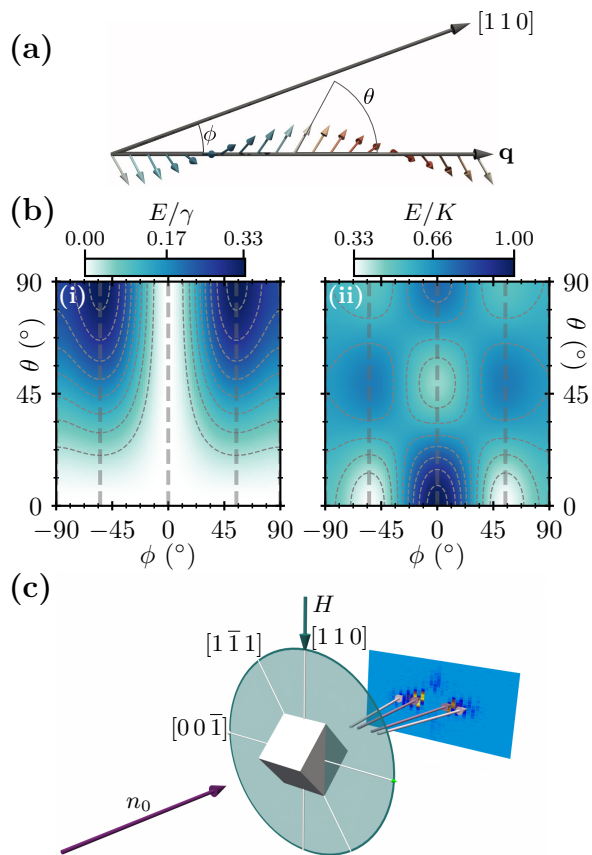 (a)
[1 1 0]
ϕ
θ
q
(b)
E/γ
E/K
0.00 0.17 0.33
0.33 0.66 1.00
(i)
(ii)
90
45
0
θ (°)
90
45
0
θ (°)
−90 −45 0 45 90
−90 −45 0 45 90
ϕ (°)
ϕ (°)
(c)
H
[1 1̅ 1]
[1 1 0]
[0 0 1̅]
n₀